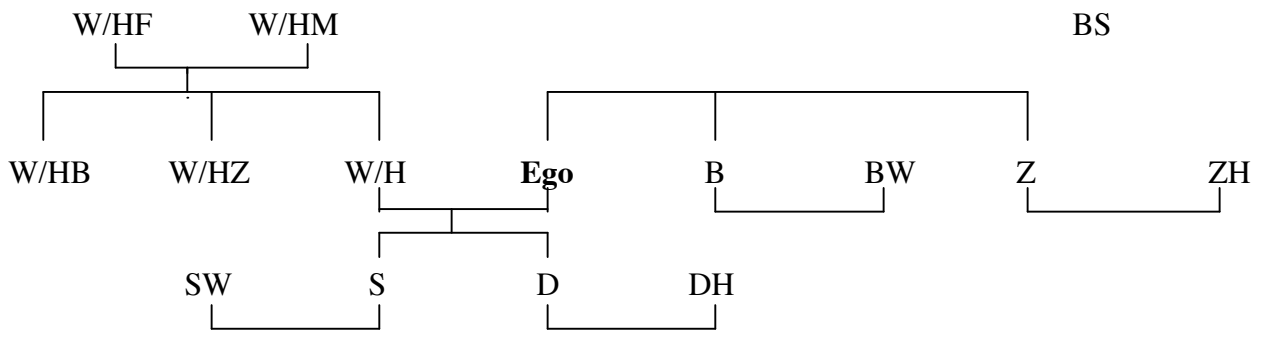 W/HF W/HM BS
W/HB W/HZ W/H Ego B BW Z ZH
SW S D DH